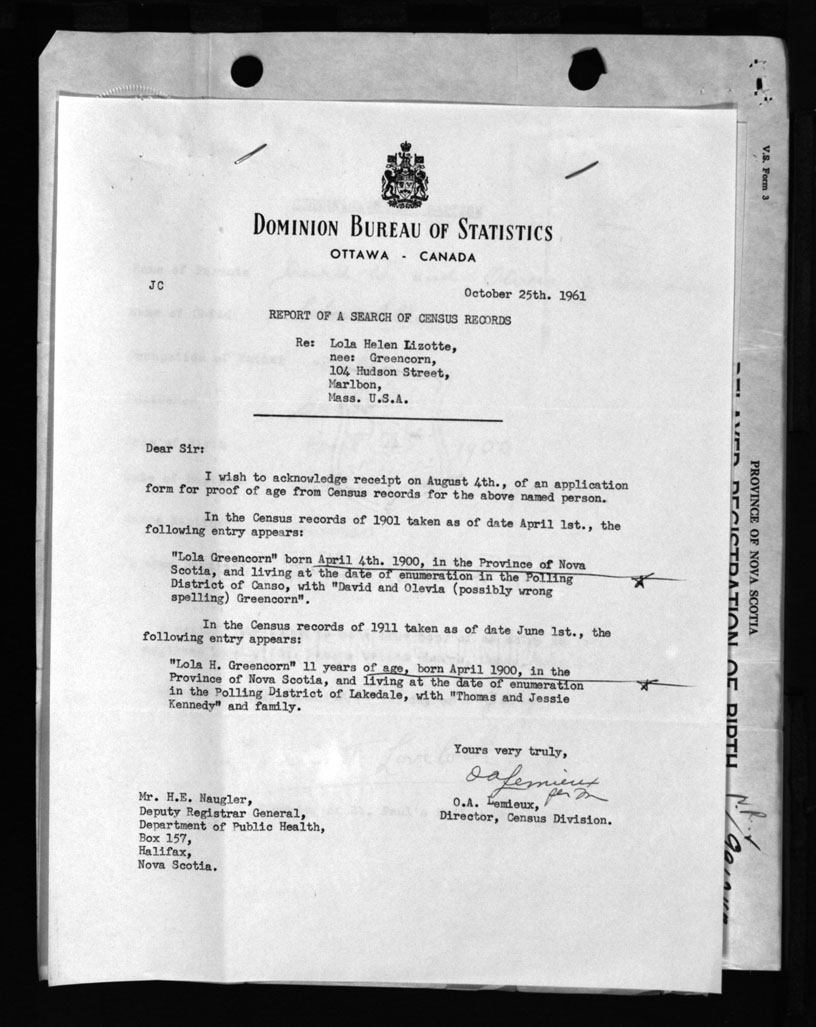 DOMINION BUREAU OF STATISTICS
OTTAWA - CANADA
JC
October 25th. 1961
REPORT OF A SEARCH OF CENSUS RECORDS
Re: Lola Helen Lizotte,
nee: Greencorn,
104 Hudson Street,
Marlbon,
Mass. U.S.A.
Dear Sir:
I wish to acknowledge receipt on August 4th., of an application
form for proof of age from Census records for the above named person.
In the Census records of 1901 taken as of date April 1st., the
following entry appears:
"Lola Greencorn" born April 4th. 1900, in the Province of Nova
Scotia, and living at the date of enumeration in the Polling
District of Canso, with "David and Olevia (possibly wrong
spelling) Greencorn".
In the Census records of 1911 taken as of date June 1st., the
following entry appears:
"Lola H. Greencorn" 11 years of age, born April 1900, in the
Province of Nova Scotia, and living at the date of enumeration
in the Polling District of Lakedale, with "Thomas and Jessie
Kennedy" and family.
Yours very truly,
O A Lemieux
per
O.A. Lemieux,
Director, Census Division.
Mr. H.E. Naugler,
Deputy Registrar General,
Department of Public Health,
Box 157,
Halifax,
Nova Scotia.
V.S. Form 3
PROVINCE OF NOVA SCOTIA
DELAYED REGISTRATION OF BIRTH